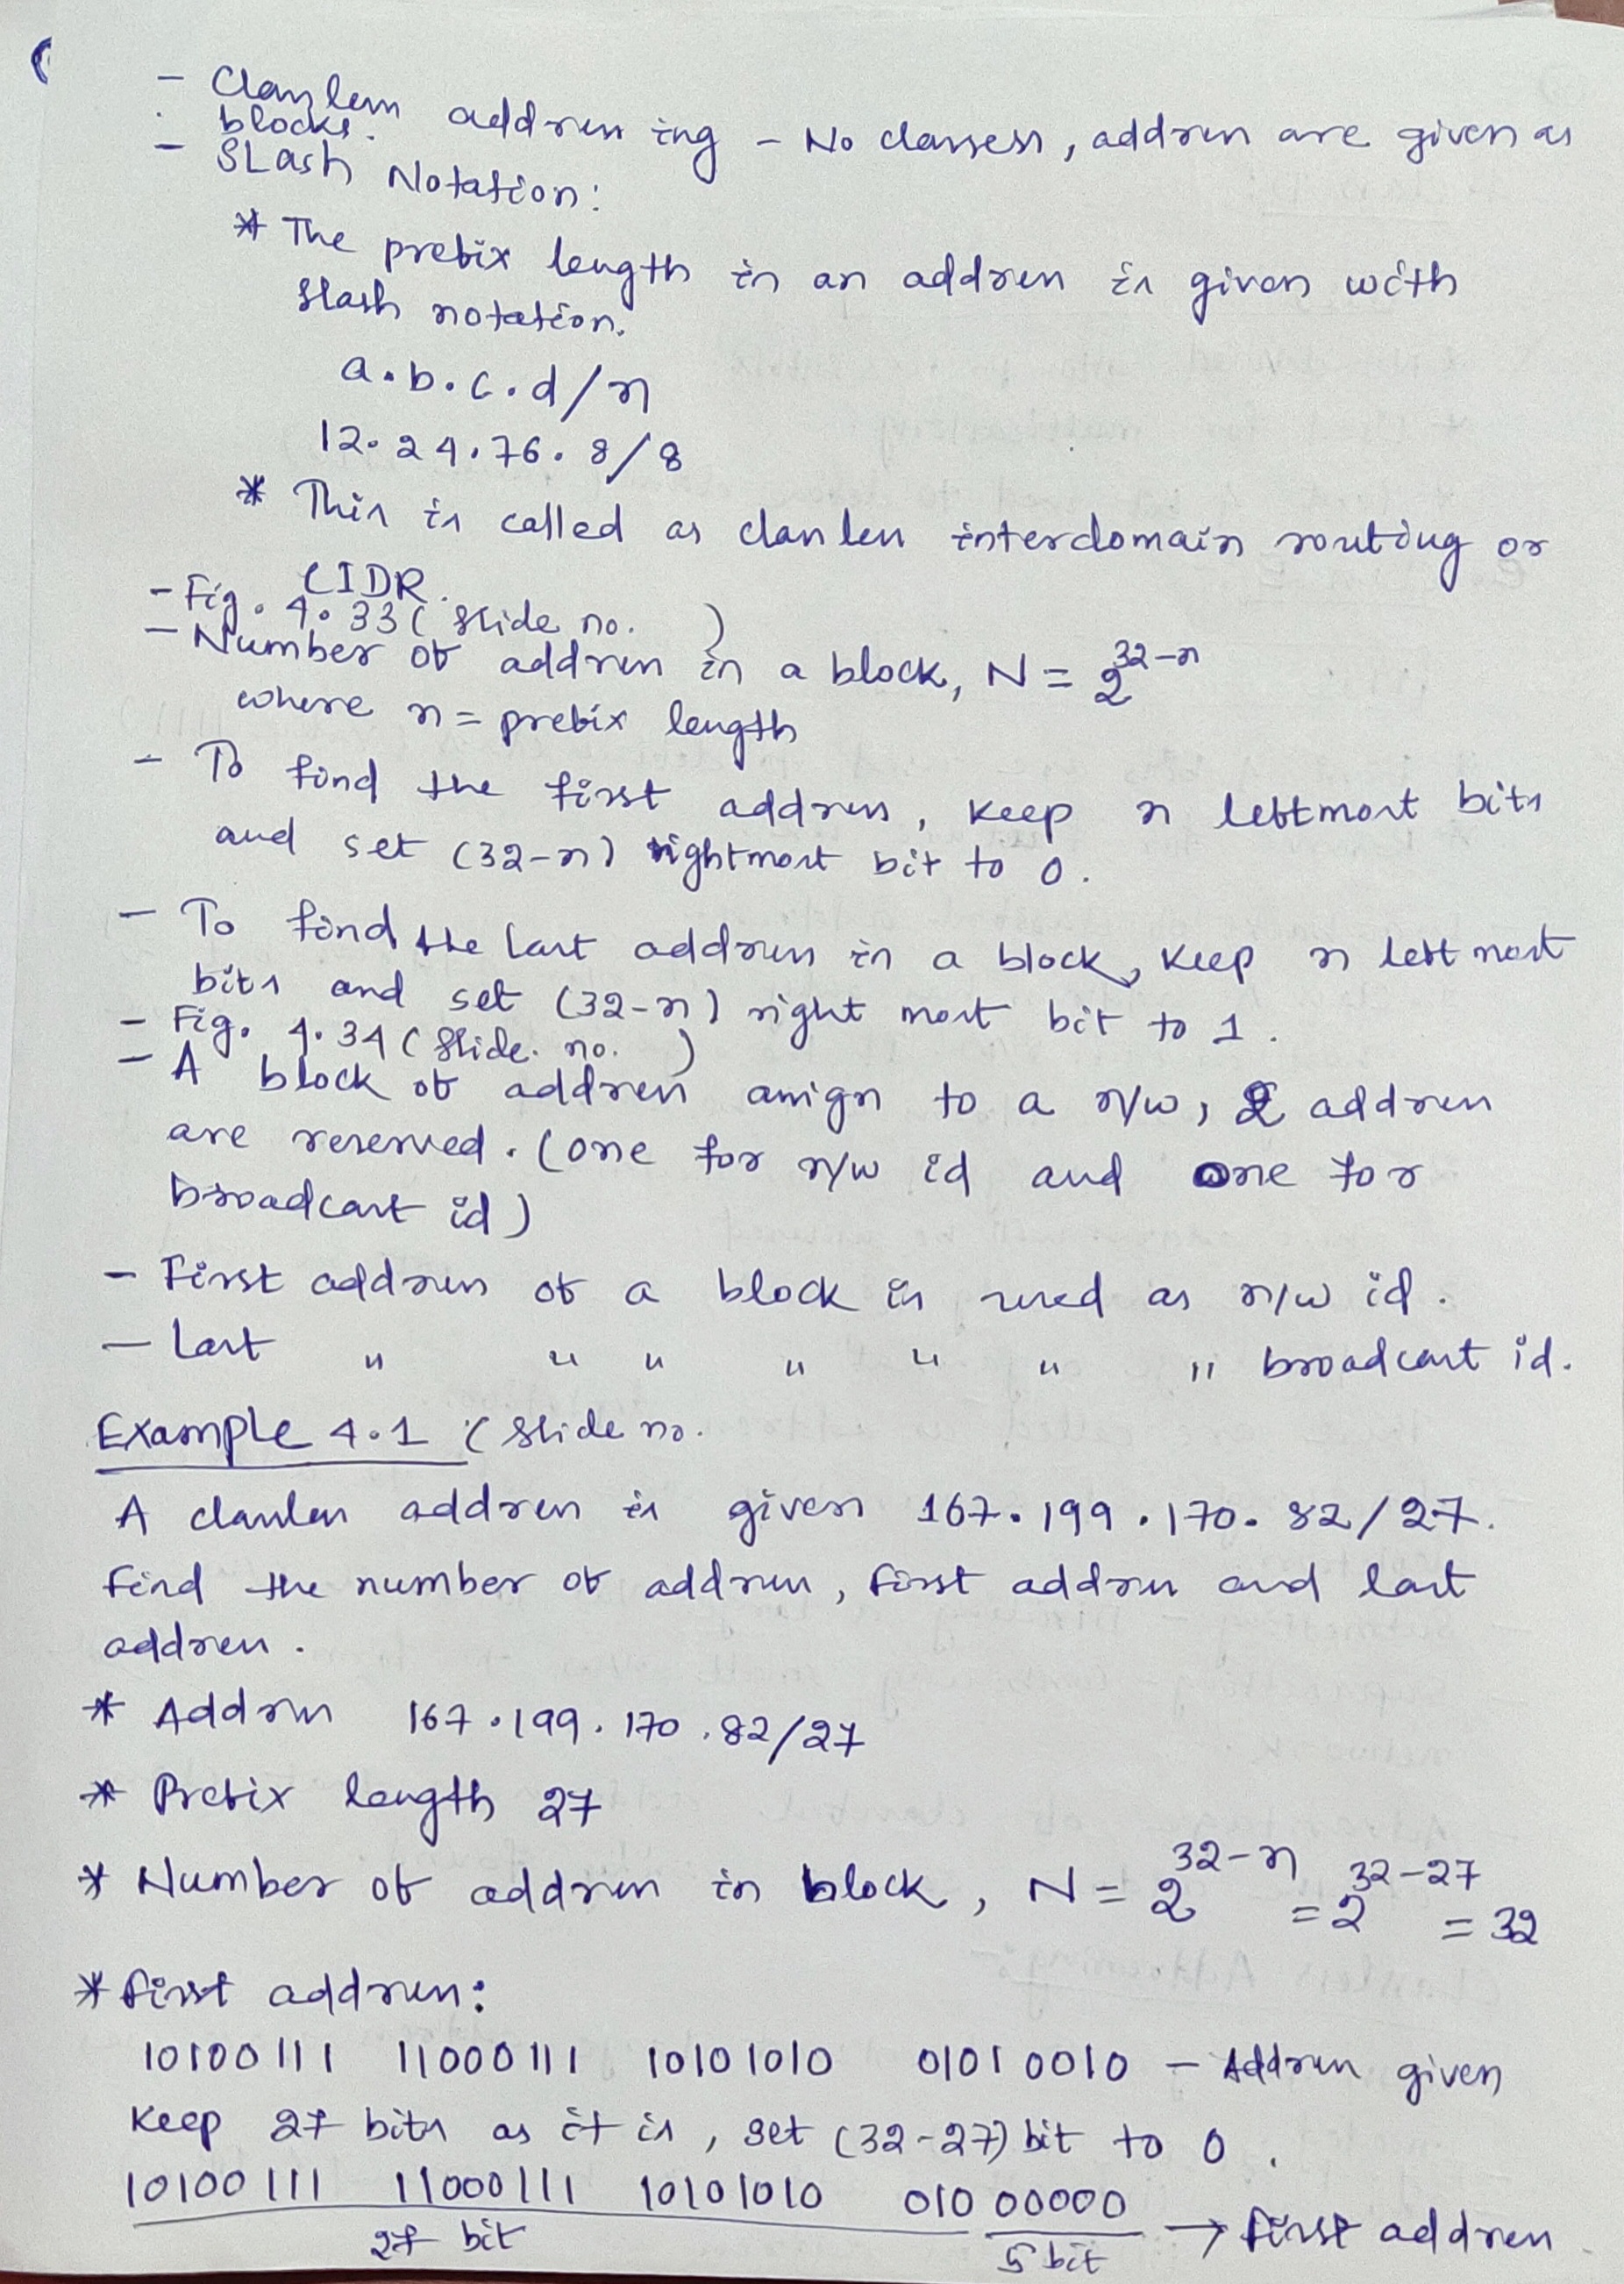 - Classless addressing - No classess, address are given as
blocks.
- SLash Notation:
* The prefix length in an address is given with
slash notation.
a.b.c.d/n
12.24.76.8/8
* This is called as classless interdomain routing or
CIDR.
- Fig. 4.33 ( Slide no. )
- Number of address in a block, N = 2^32-n
where n = prefix length
- To find the first address, keep n leftmost bits
and set (32-n) rightmost bit to 0.
- To find the last address in a block, keep n left most
bits and set (32-n) right most bit to 1.
- Fig. 4.34 ( Slide. no. )
- A block of address assign to a n/w, 2 address
are reserved. (one for n/w id and one for
broadcast id)
- First address of a block is used as n/w id.
- Last " " " " " " " broadcast id.
Example 4.1 ( Slide no.
A classless address is given 167.199.170.82/27.
Find the number of address, first address and last
address.
* Address 167.199.170.82/27
* Prefix length 27
* Number of address in block, N = 2^32-n = 2^32-27 = 32
* First address:
10100111 11000111 10101010 01010010 - Address given
Keep 27 bits as it is, set (32-27) bit to 0.
10100111 11000111 10101010 010 00000 → First address
27 bit 5 bit